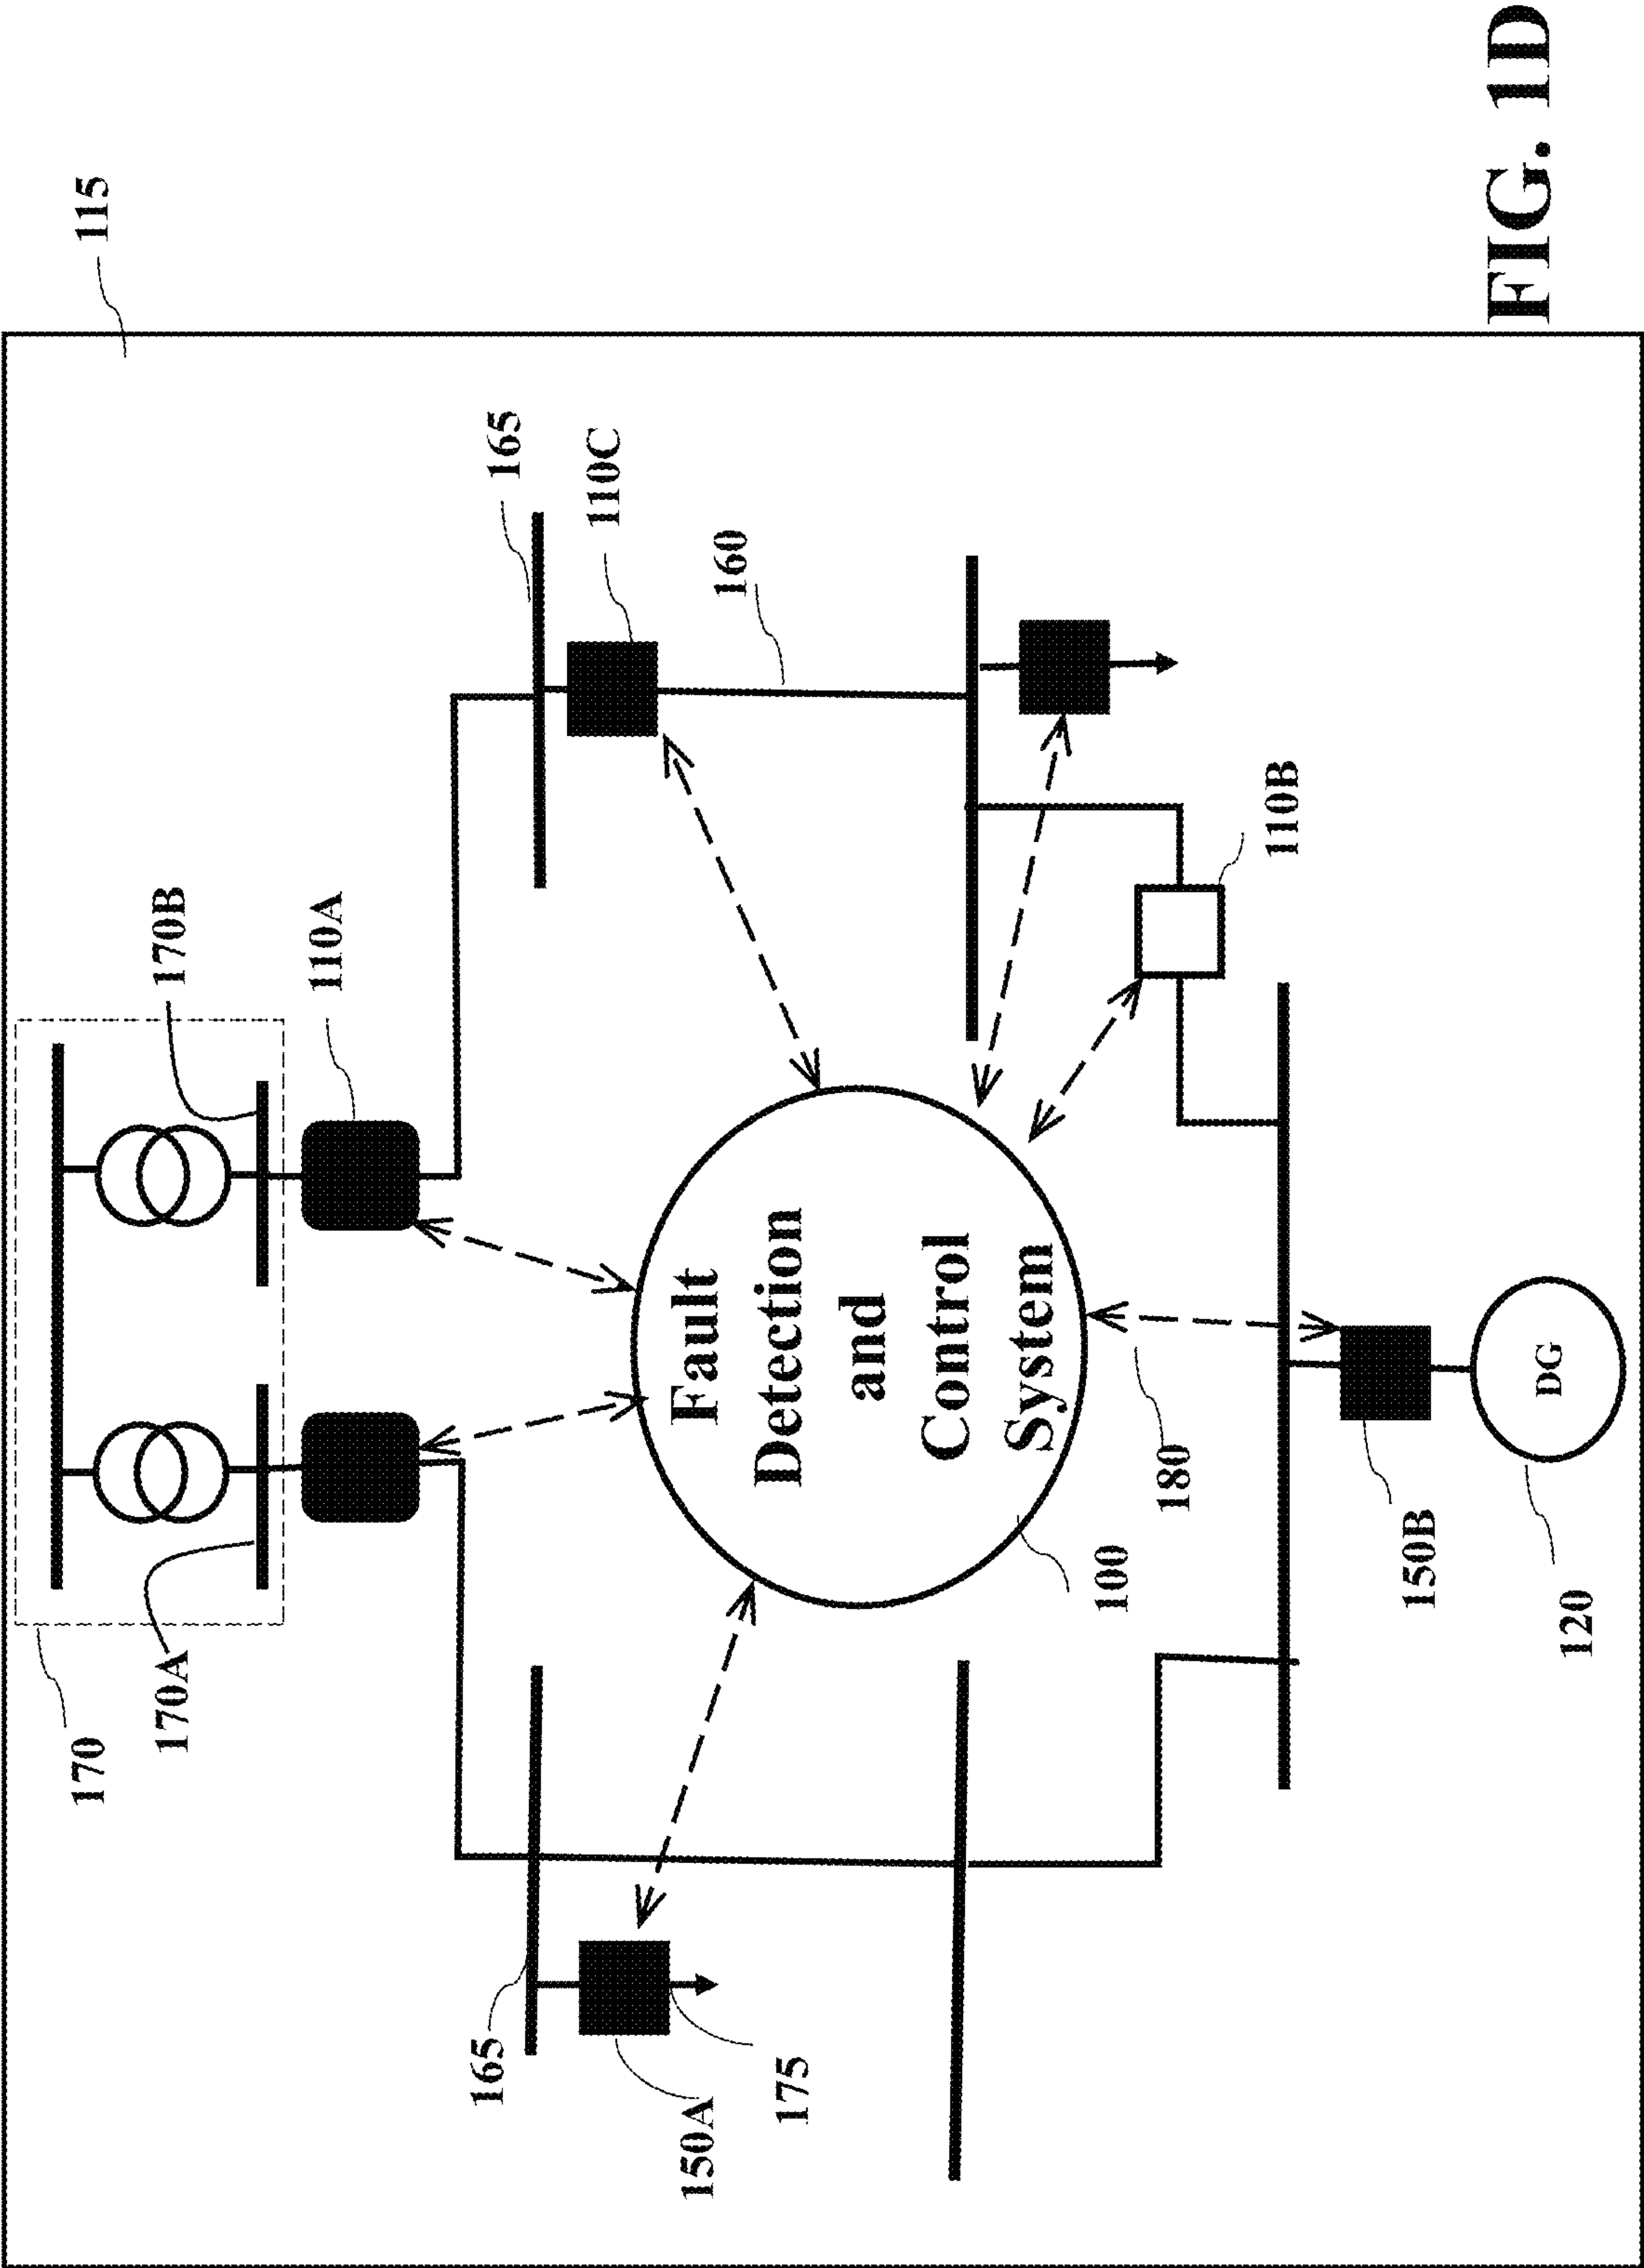 170
115
170A
170B
110A
165
165
110C
150A
160
175
Fault
Detection
and
Control
System
100
180
110B
150B
DG
120
FIG. 1D